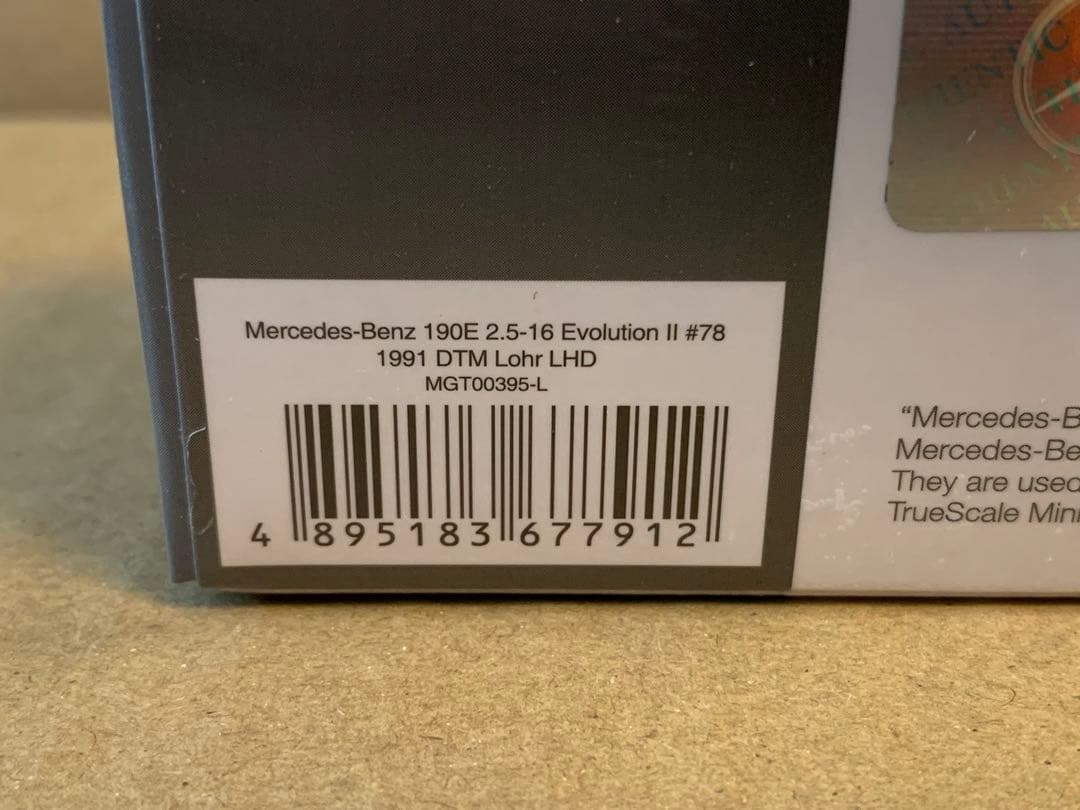 Mercedes-Benz 190E 2.5-16 Evolution II #78
1991 DTM Lohr LHD
MGT00395-L
4 895183 677912
"Mercedes-B
Mercedes-Be
They are used
TrueScale Mini